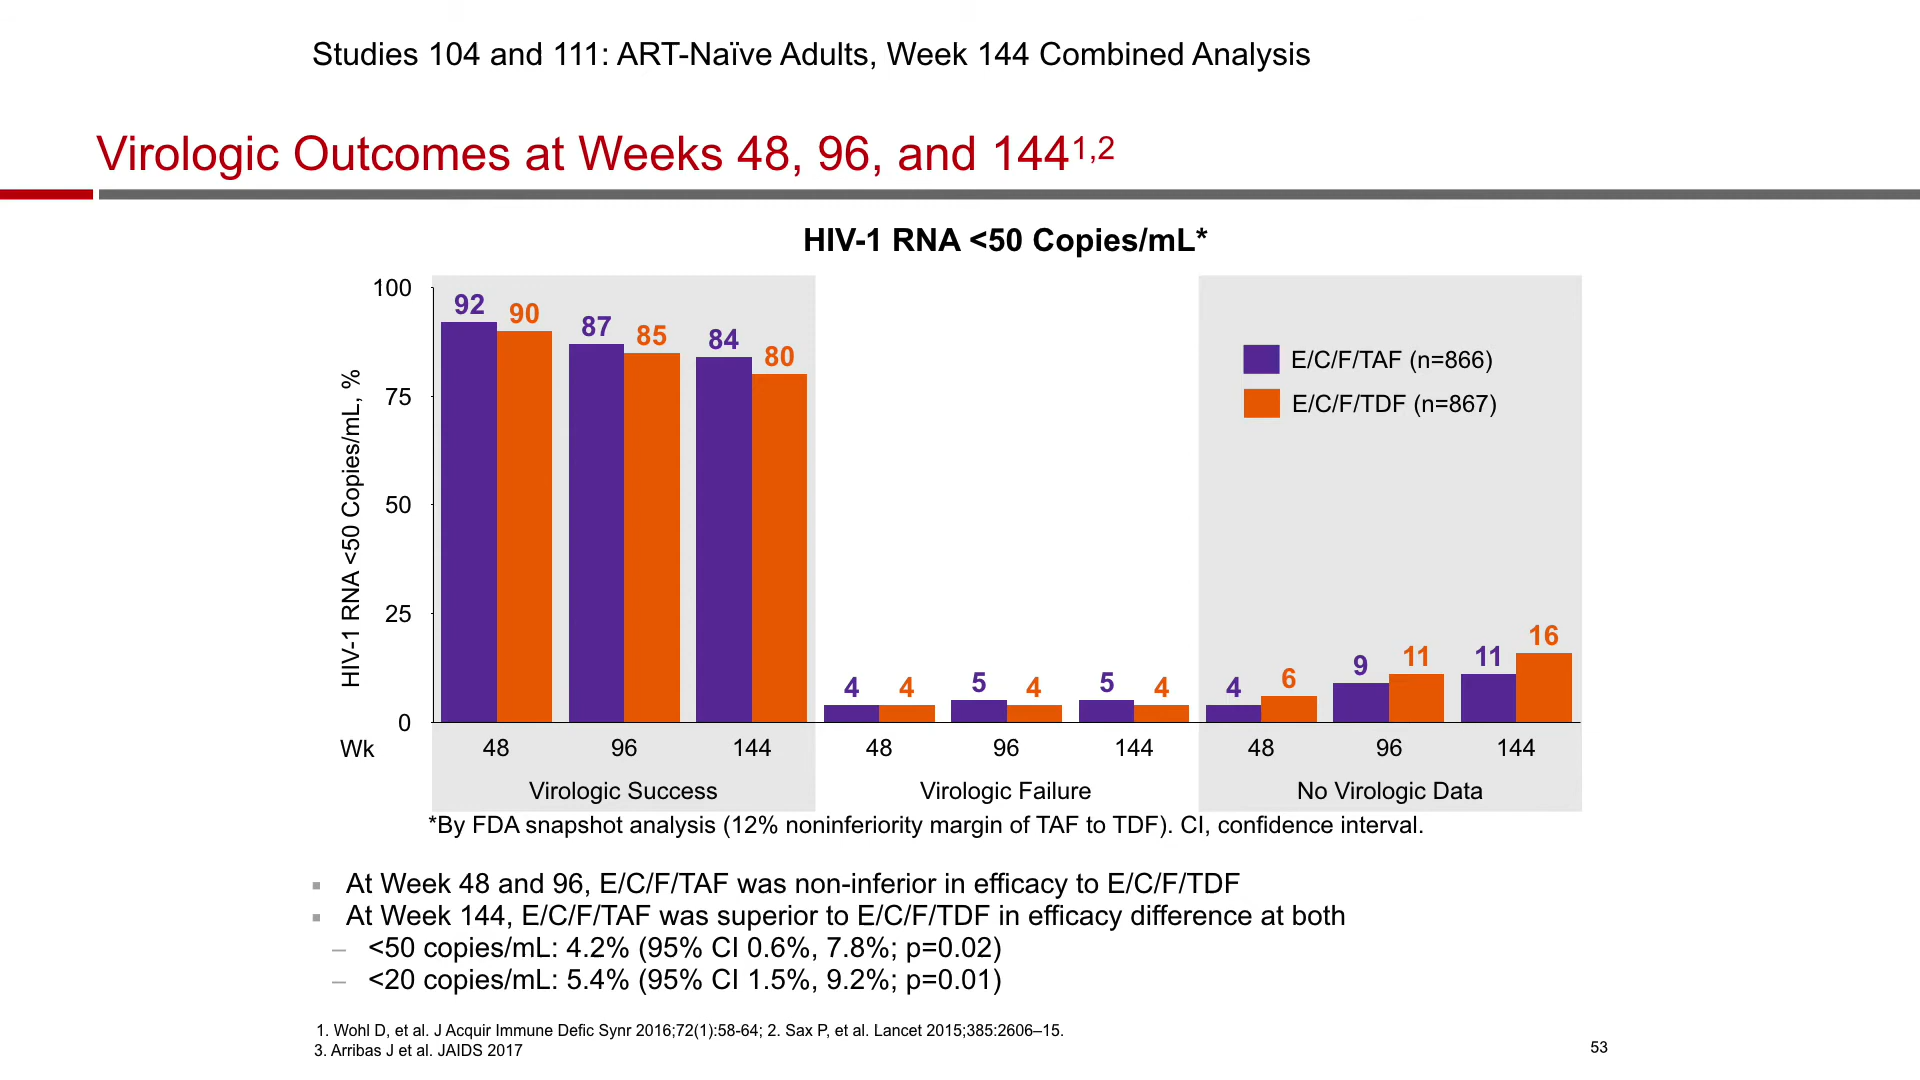 Studies 104 and 111: ART-Naïve Adults, Week 144 Combined Analysis
Virologic Outcomes at Weeks 48, 96, and 144¹,²
HIV-1 RNA <50 Copies/mL*
HIV-1 RNA <50 Copies/mL, %
100
75
50
25
0
92 90 87 85 84 80
4 4 5 4 5 4
4 6 9 11 11 16
E/C/F/TAF (n=866)
E/C/F/TDF (n=867)
Wk 48 96 144 48 96 144 48 96 144
Virologic Success Virologic Failure No Virologic Data
*By FDA snapshot analysis (12% noninferiority margin of TAF to TDF). CI, confidence interval.
▪ At Week 48 and 96, E/C/F/TAF was non-inferior in efficacy to E/C/F/TDF
▪ At Week 144, E/C/F/TAF was superior to E/C/F/TDF in efficacy difference at both
– <50 copies/mL: 4.2% (95% CI 0.6%, 7.8%; p=0.02)
– <20 copies/mL: 5.4% (95% CI 1.5%, 9.2%; p=0.01)
1. Wohl D, et al. J Acquir Immune Defic Synr 2016;72(1):58-64; 2. Sax P, et al. Lancet 2015;385:2606–15.
3. Arribas J et al. JAIDS 2017
53